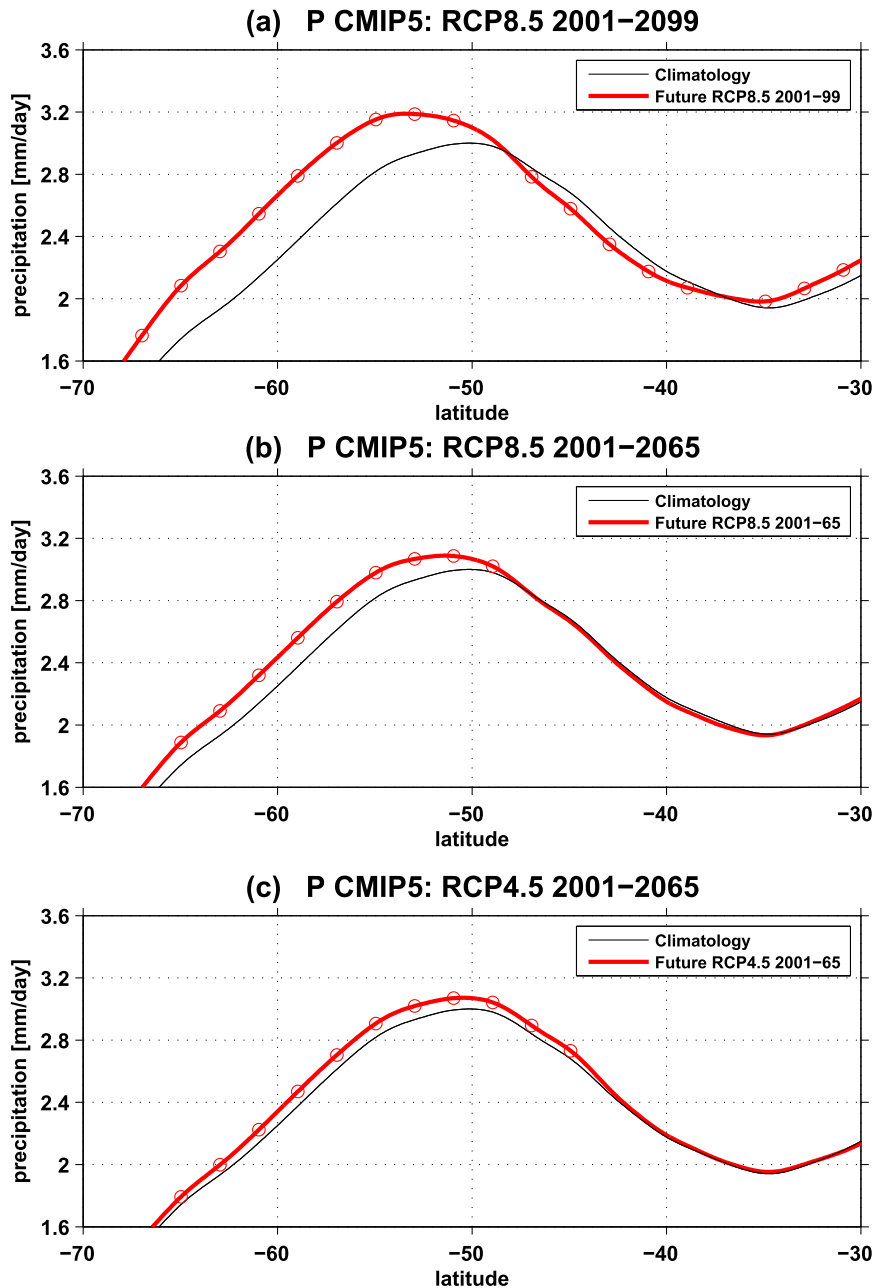 (a) P CMIP5: RCP8.5 2001−2099
precipitation [mm/day]
3.6
3.2
2.8
2.4
2
1.6
Climatology
Future RCP8.5 2001−99
−70 −60 −50 −40 −30
latitude
(b) P CMIP5: RCP8.5 2001−2065
precipitation [mm/day]
3.6
3.2
2.8
2.4
2
1.6
Climatology
Future RCP8.5 2001−65
−70 −60 −50 −40 −30
latitude
(c) P CMIP5: RCP4.5 2001−2065
precipitation [mm/day]
3.6
3.2
2.8
2.4
2
1.6
Climatology
Future RCP4.5 2001−65
−70 −60 −50 −40 −30
latitude